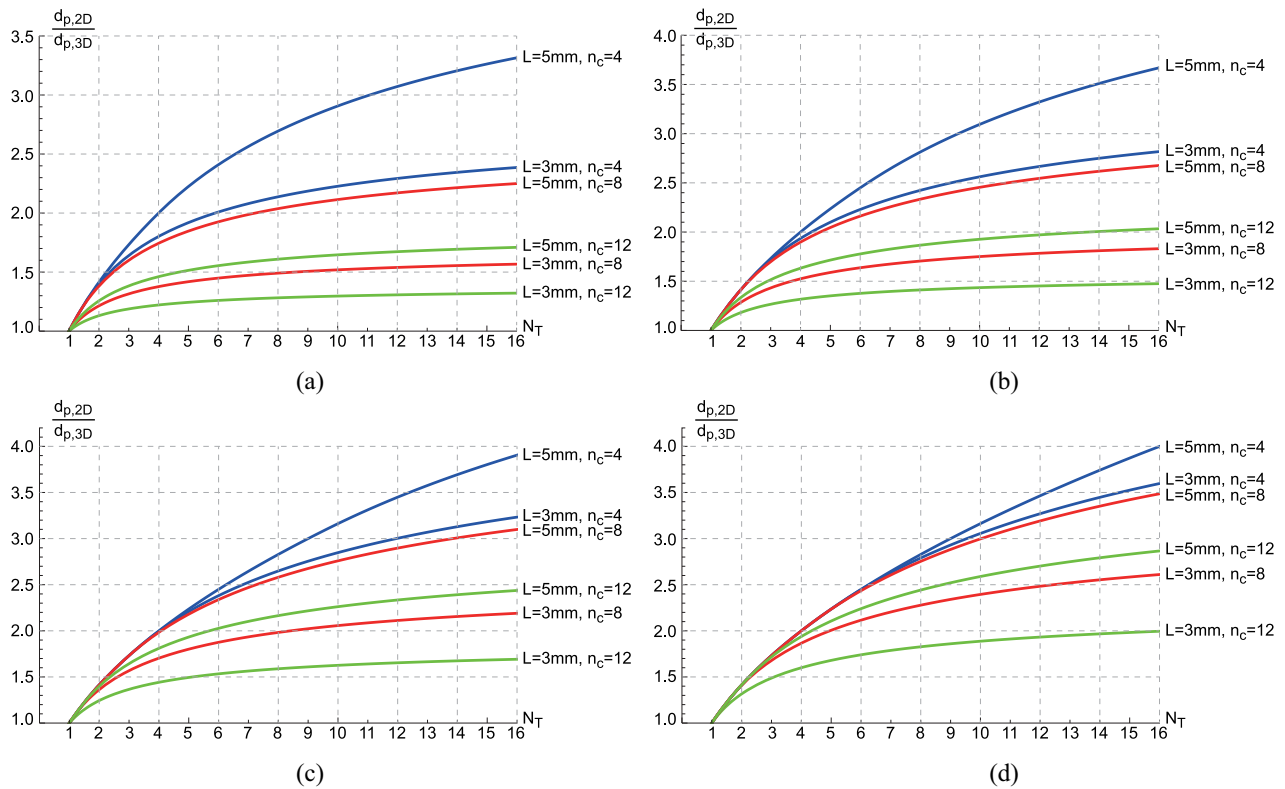 d_p,2D
d_p,3D
3.5
3.0
2.5
2.0
1.5
1.0
L=5mm, n_c=4
L=3mm, n_c=4
L=5mm, n_c=8
L=5mm, n_c=12
L=3mm, n_c=8
L=3mm, n_c=12
N_T
1 2 3 4 5 6 7 8 9 10 11 12 13 14 15 16
(a)
d_p,2D
d_p,3D
4.0
3.5
3.0
2.5
2.0
1.5
1.0
L=5mm, n_c=4
L=3mm, n_c=4
L=5mm, n_c=8
L=5mm, n_c=12
L=3mm, n_c=8
L=3mm, n_c=12
N_T
1 2 3 4 5 6 7 8 9 10 11 12 13 14 15 16
(b)
d_p,2D
d_p,3D
4.0
3.5
3.0
2.5
2.0
1.5
1.0
L=5mm, n_c=4
L=3mm, n_c=4
L=5mm, n_c=8
L=5mm, n_c=12
L=3mm, n_c=8
L=3mm, n_c=12
N_T
1 2 3 4 5 6 7 8 9 10 11 12 13 14 15 16
(c)
d_p,2D
d_p,3D
4.0
3.5
3.0
2.5
2.0
1.5
1.0
L=5mm, n_c=4
L=3mm, n_c=4
L=5mm, n_c=8
L=5mm, n_c=12
L=3mm, n_c=8
L=3mm, n_c=12
N_T
1 2 3 4 5 6 7 8 9 10 11 12 13 14 15 16
(d)